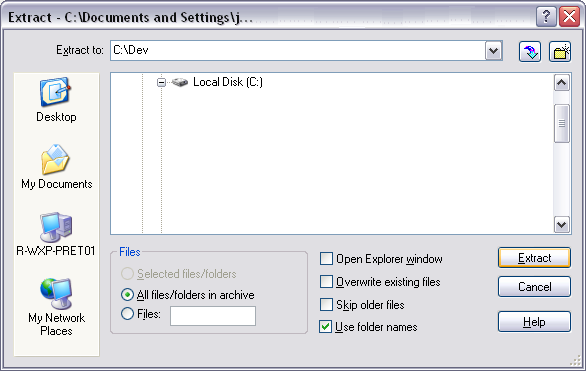 Extract - C:\Documents and Settings\j...
Extract to:
C:\Dev
Local Disk (C:)
Desktop
My Documents
R-WXP-PRET01
My Network
Places
Files
Selected files/folders
All files/folders in archive
Files:
Open Explorer window
Overwrite existing files
Skip older files
Use folder names
Extract
Cancel
Help